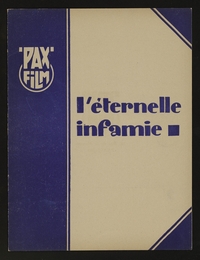 "PAX"
FILM
l'éternelle
infamie